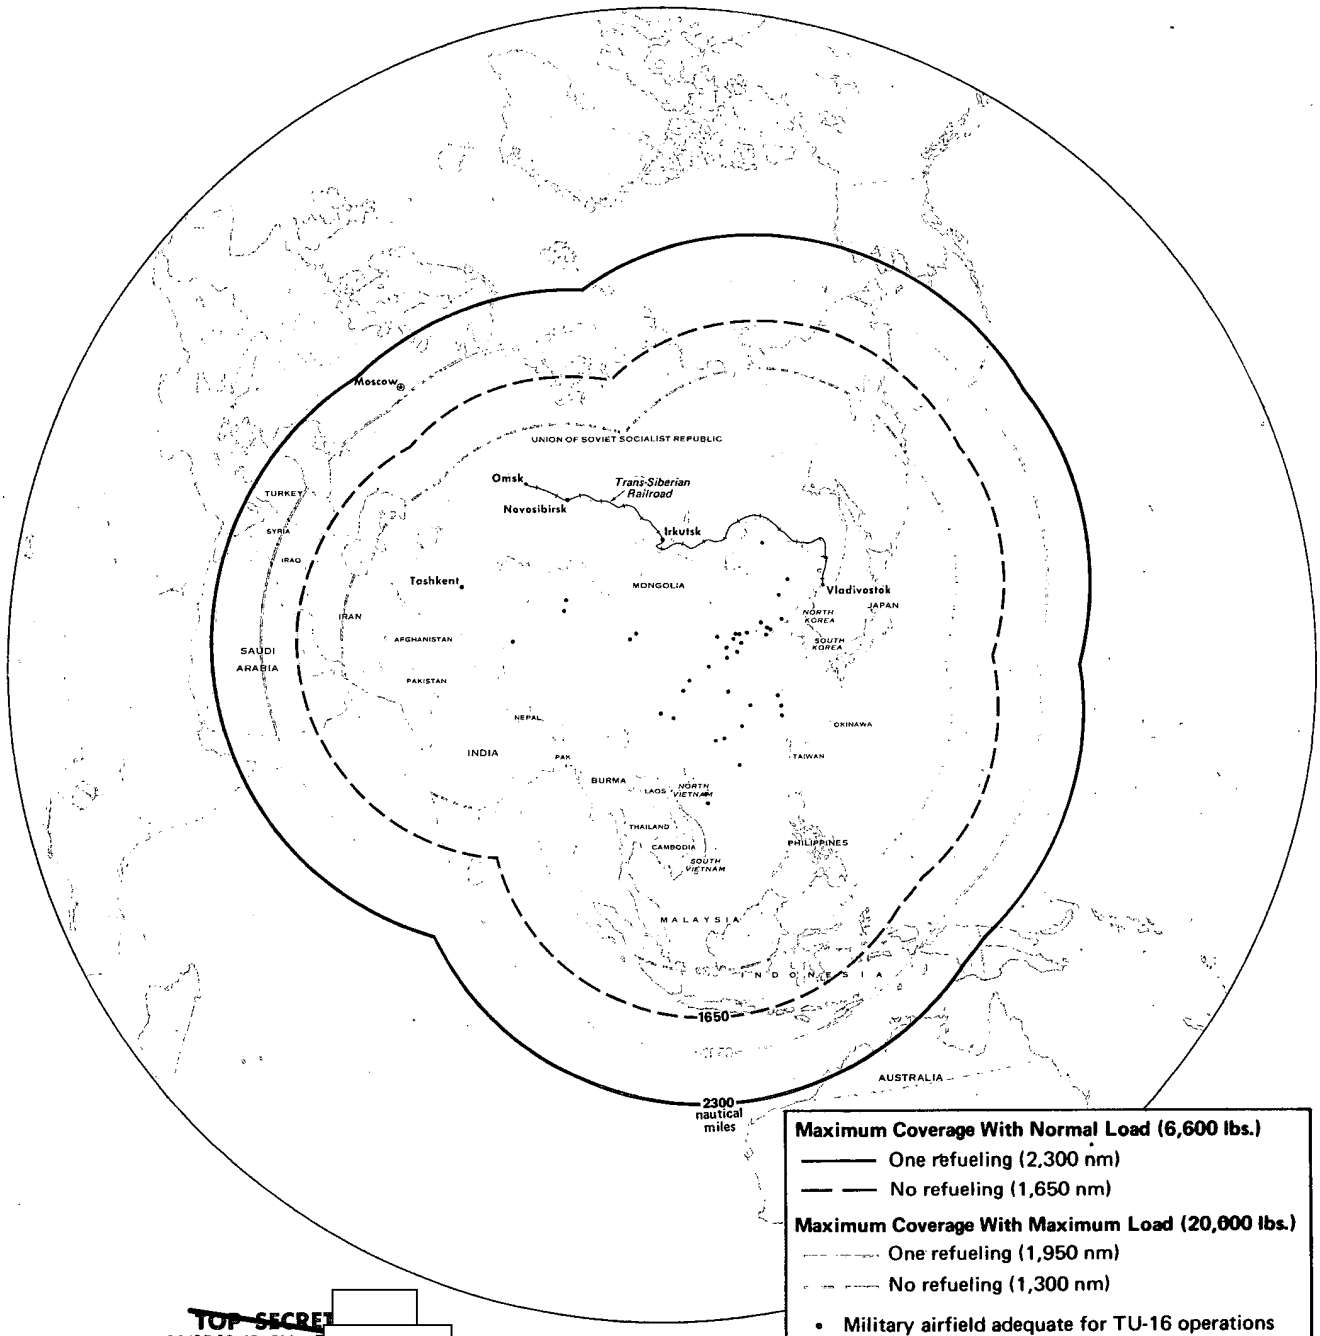 Moscow
UNION OF SOVIET SOCIALIST REPUBLIC
Omsk
Trans-Siberian
Railroad
Novosibirsk
TURKEY
SYRIA
Irkutsk
IRAQ
Tashkent
MONGOLIA
Vladivostok
JAPAN
NORTH
KOREA
IRAN
AFGHANISTAN
SOUTH
KOREA
SAUDI
ARABIA
PAKISTAN
NEPAL
OKINAWA
INDIA
PAK
TAIWAN
BURMA
LAOS
NORTH
VIETNAM
THAILAND
CAMBODIA
PHILIPPINES
SOUTH
VIETNAM
MALAYSIA
INDONESIA
1650
AUSTRALIA
2300
nautical
miles
Maximum Coverage With Normal Load (6,600 lbs.)
One refueling (2,300 nm)
No refueling (1,650 nm)
Maximum Coverage With Maximum Load (20,000 lbs.)
One refueling (1,950 nm)
No refueling (1,300 nm)
• Military airfield adequate for TU-16 operations
TOP SECRET